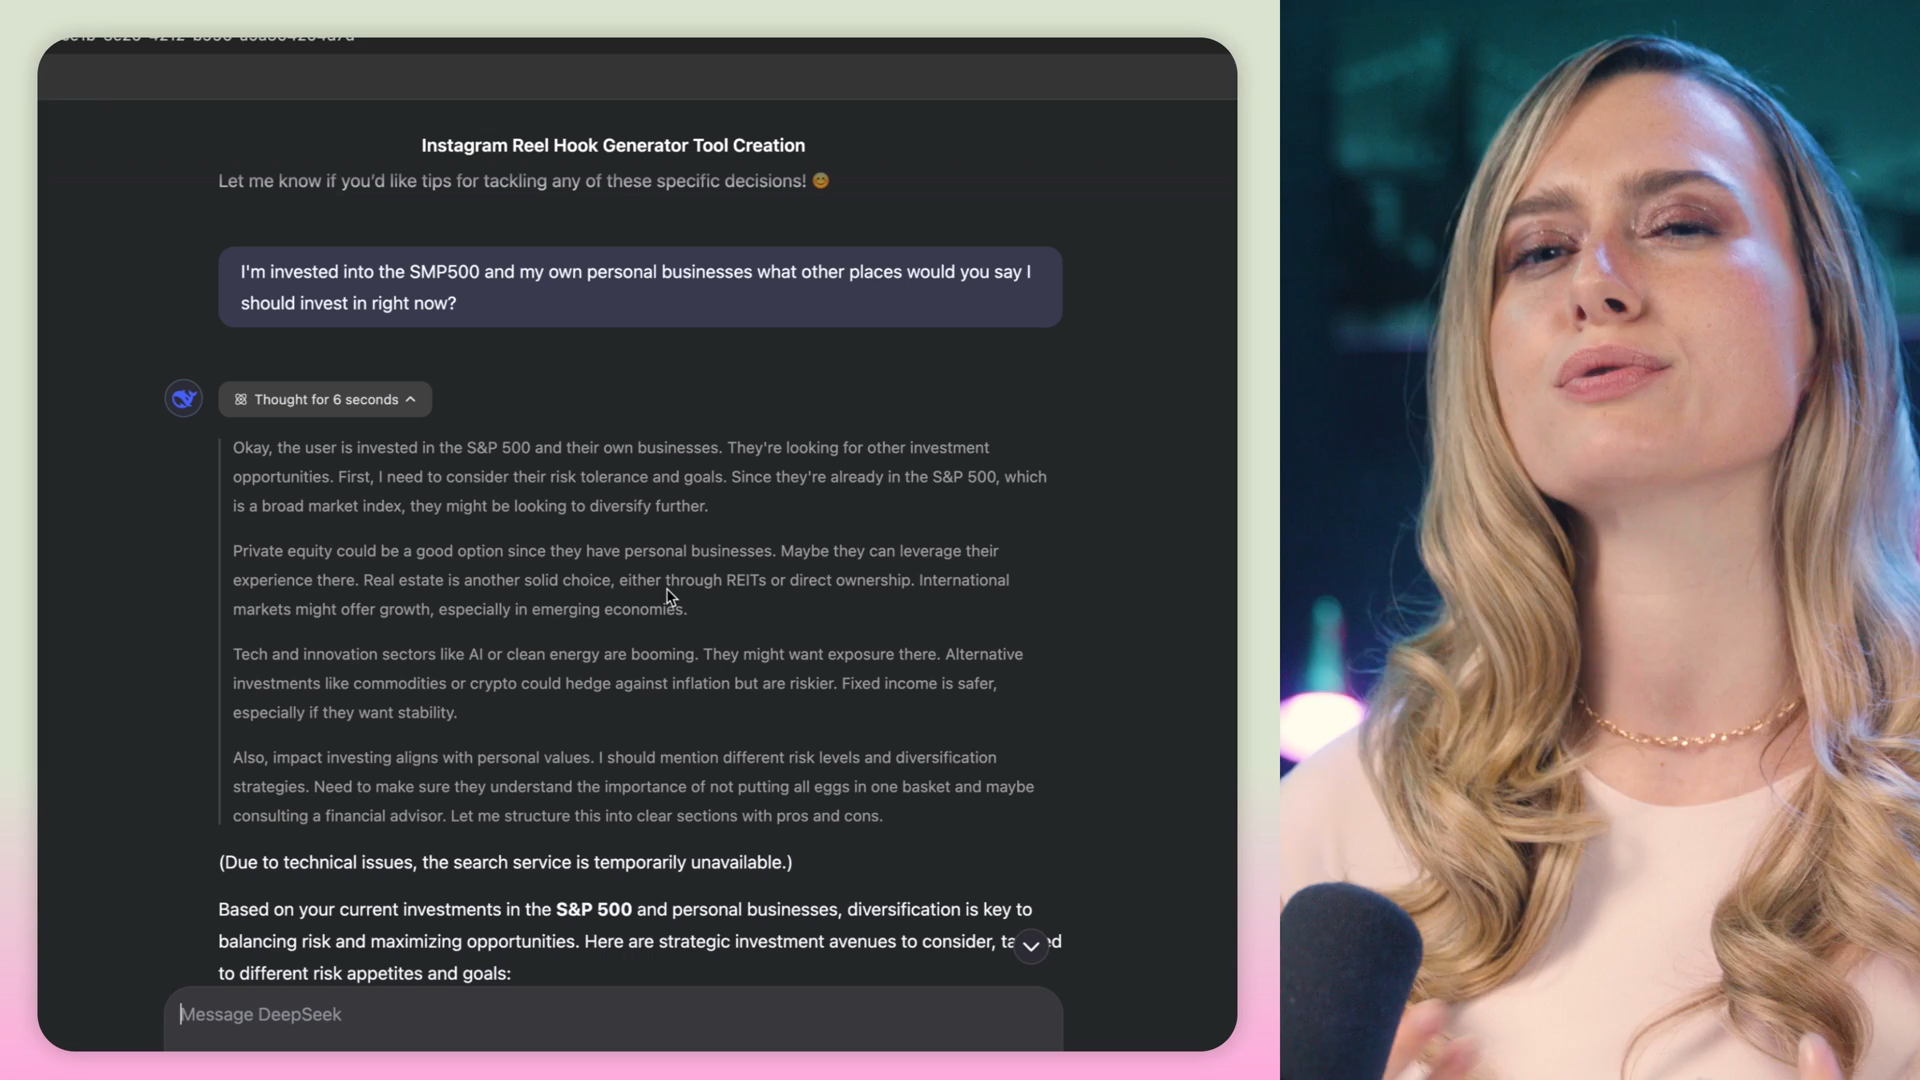 Instagram Reel Hook Generator Tool Creation
Let me know if you'd like tips for tackling any of these specific decisions! 😊
I'm invested into the SMP500 and my own personal businesses what other places would you say I
should invest in right now?
Thought for 6 seconds
Okay, the user is invested in the S&P 500 and their own businesses. They're looking for other investment
opportunities. First, I need to consider their risk tolerance and goals. Since they're already in the S&P 500, which
is a broad market index, they might be looking to diversify further.
Private equity could be a good option since they have personal businesses. Maybe they can leverage their
experience there. Real estate is another solid choice, either through REITs or direct ownership. International
markets might offer growth, especially in emerging economies.
Tech and innovation sectors like AI or clean energy are booming. They might want exposure there. Alternative
investments like commodities or crypto could hedge against inflation but are riskier. Fixed income is safer,
especially if they want stability.
Also, impact investing aligns with personal values. I should mention different risk levels and diversification
strategies. Need to make sure they understand the importance of not putting all eggs in one basket and maybe
consulting a financial advisor. Let me structure this into clear sections with pros and cons.
(Due to technical issues, the search service is temporarily unavailable.)
Based on your current investments in the S&P 500 and personal businesses, diversification is key to
balancing risk and maximizing opportunities. Here are strategic investment avenues to consider,
to different risk appetites and goals:
Message DeepSeek